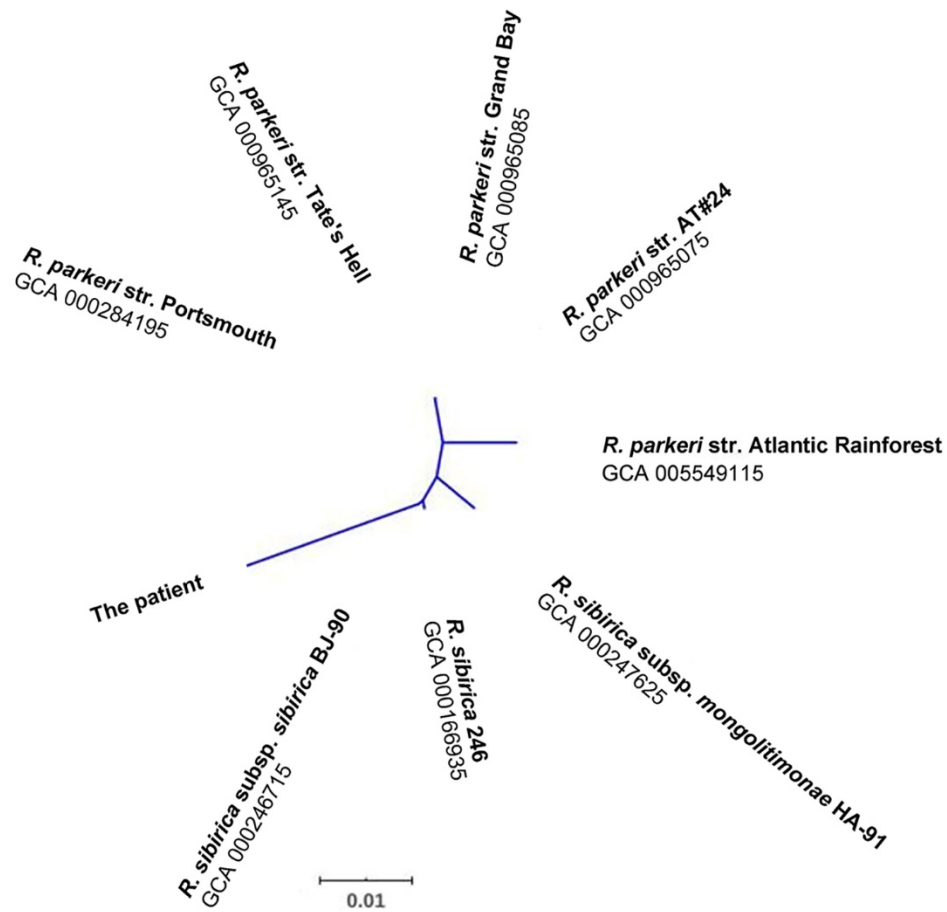 R. parkeri str. Grand Bay
GCA 000965085
R. parkeri str. Tate's Hell
GCA 000965145
R. parkeri str. AT#24
GCA 000965075
R. parkeri str. Portsmouth
GCA 000284195
R. parkeri str. Atlantic Rainforest
GCA 005549115
The patient
R. sibirica subsp. mongolitimonae HA-91
GCA 000247625
R. sibirica 246
GCA 000166935
R. sibirica subsp. sibirica BJ-90
GCA 000246715
0.01